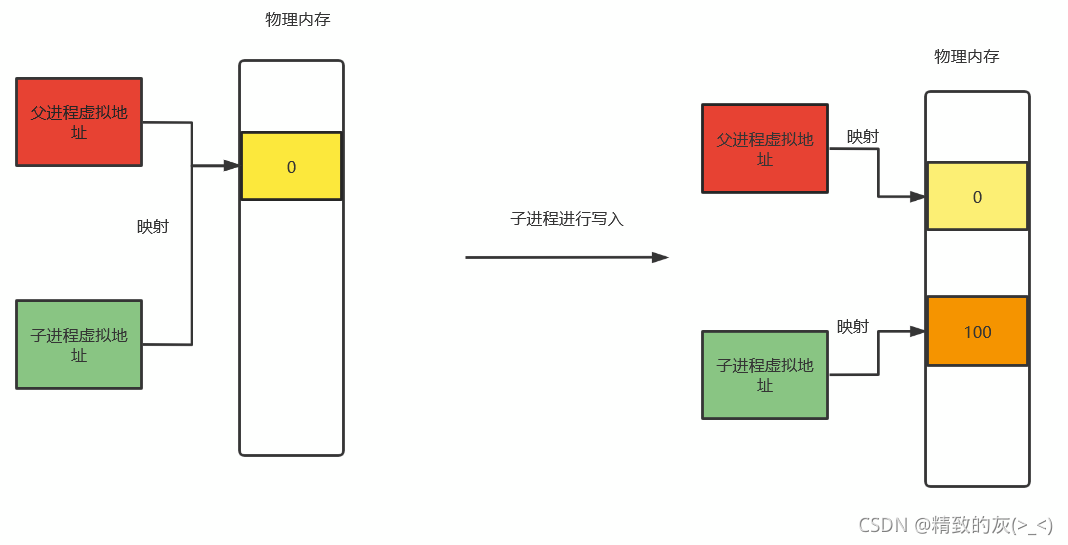 物理内存
父进程虚拟地
址
0
映射
子进程虚拟地
址
子进程进行写入
物理内存
父进程虚拟地
址
映射
0
子进程虚拟地
址
映射
100
CSDN @精致的灰(>_<)